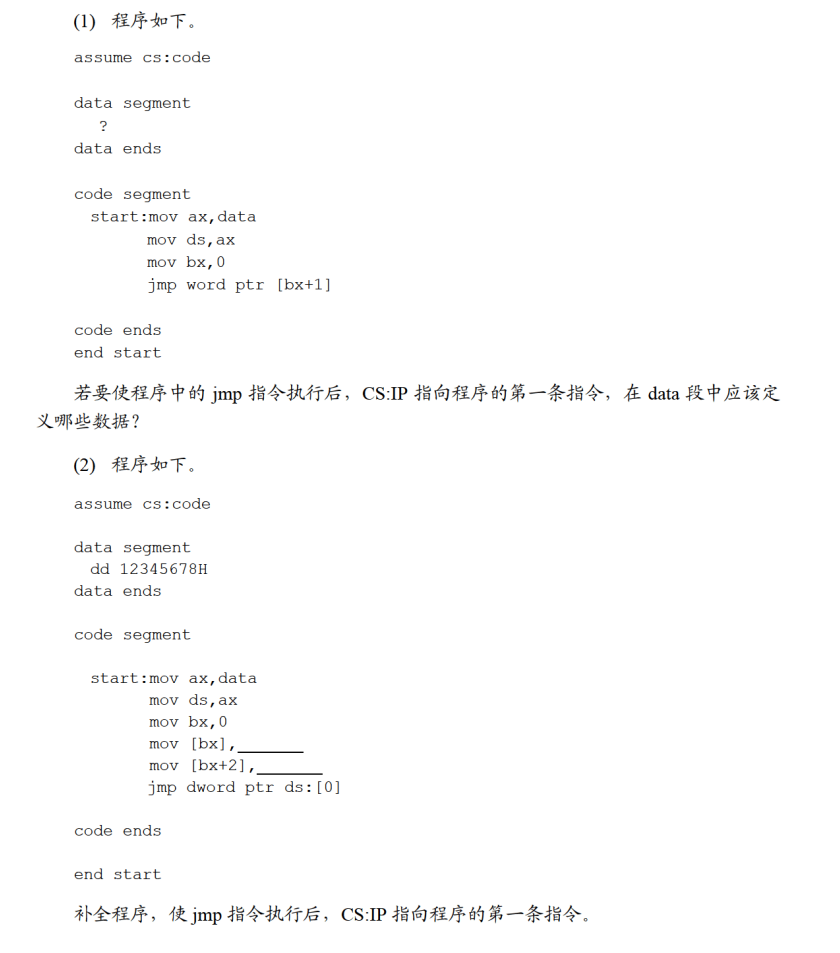 (1) 程序如下。
assume cs:code
data segment
?
data ends
code segment
start:mov ax,data
mov ds,ax
mov bx,0
jmp word ptr [bx+1]
code ends
end start
若要使程序中的 jmp 指令执行后，CS:IP 指向程序的第一条指令，在 data 段中应该定
义哪些数据？
(2) 程序如下。
assume cs:code
data segment
dd 12345678H
data ends
code segment
start:mov ax,data
mov ds,ax
mov bx,0
mov [bx],______
mov [bx+2],______
jmp dword ptr ds:[0]
code ends
end start
补全程序，使 jmp 指令执行后，CS:IP 指向程序的第一条指令。